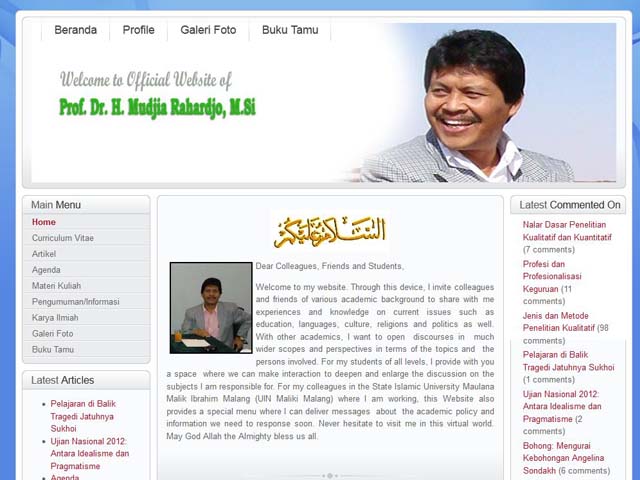 Beranda Profile Galeri Foto Buku Tamu
Welcome to Official Website of
Prof. Dr. H. Mudjia Rahardjo, M.Si
Main Menu
Home
Curriculum Vitae
Artikel
Agenda
Materi Kuliah
Pengumuman/Informasi
Karya Ilmiah
Galeri Foto
Buku Tamu
Latest Articles
Pelajaran di Balik
Tragedi Jatuhnya
Sukhoi
Ujian Nasional 2012:
Antara Idealisme dan
Pragmatisme
Agenda
السلام عليكم
Dear Colleagues, Friends and Students,
Welcome to my website. Through this device, I invite colleagues
and friends of various academic background to share with me
experiences and knowledge on current issues such as
education, languages, culture, religions and politics as well.
With other academics, I want to open discourses in much
wider scopes and perspectives in terms of the topics and the
persons involved. For my students of all levels, I provide with you
a space where we can make interaction to deepen and enlarge the discussion on the
subjects I am responsible for. For my colleagues in the State Islamic University Maulana
Malik Ibrahim Malang (UIN Maliki Malang) where I am working, this Website also
provides a special menu where I can deliver messages about the academic policy and
information we need to response soon. Never hesitate to visit me in this virtual world.
May God Allah the Almighty bless us all.
Latest Commented On
Nalar Dasar Penelitian
Kualitatif dan Kuantitatif
(7 comments)
Profesi dan
Profesionalisasi
Keguruan (11
comments)
Jenis dan Metode
Penelitian Kualitatif (98
comments)
Pelajaran di Balik
Tragedi Jatuhnya Sukhoi
(1 comments)
Ujian Nasional 2012:
Antara Idealisme dan
Pragmatisme (2
comments)
Bohong: Mengurai
Kebohongan Angelina
Sondakh (6 comments)